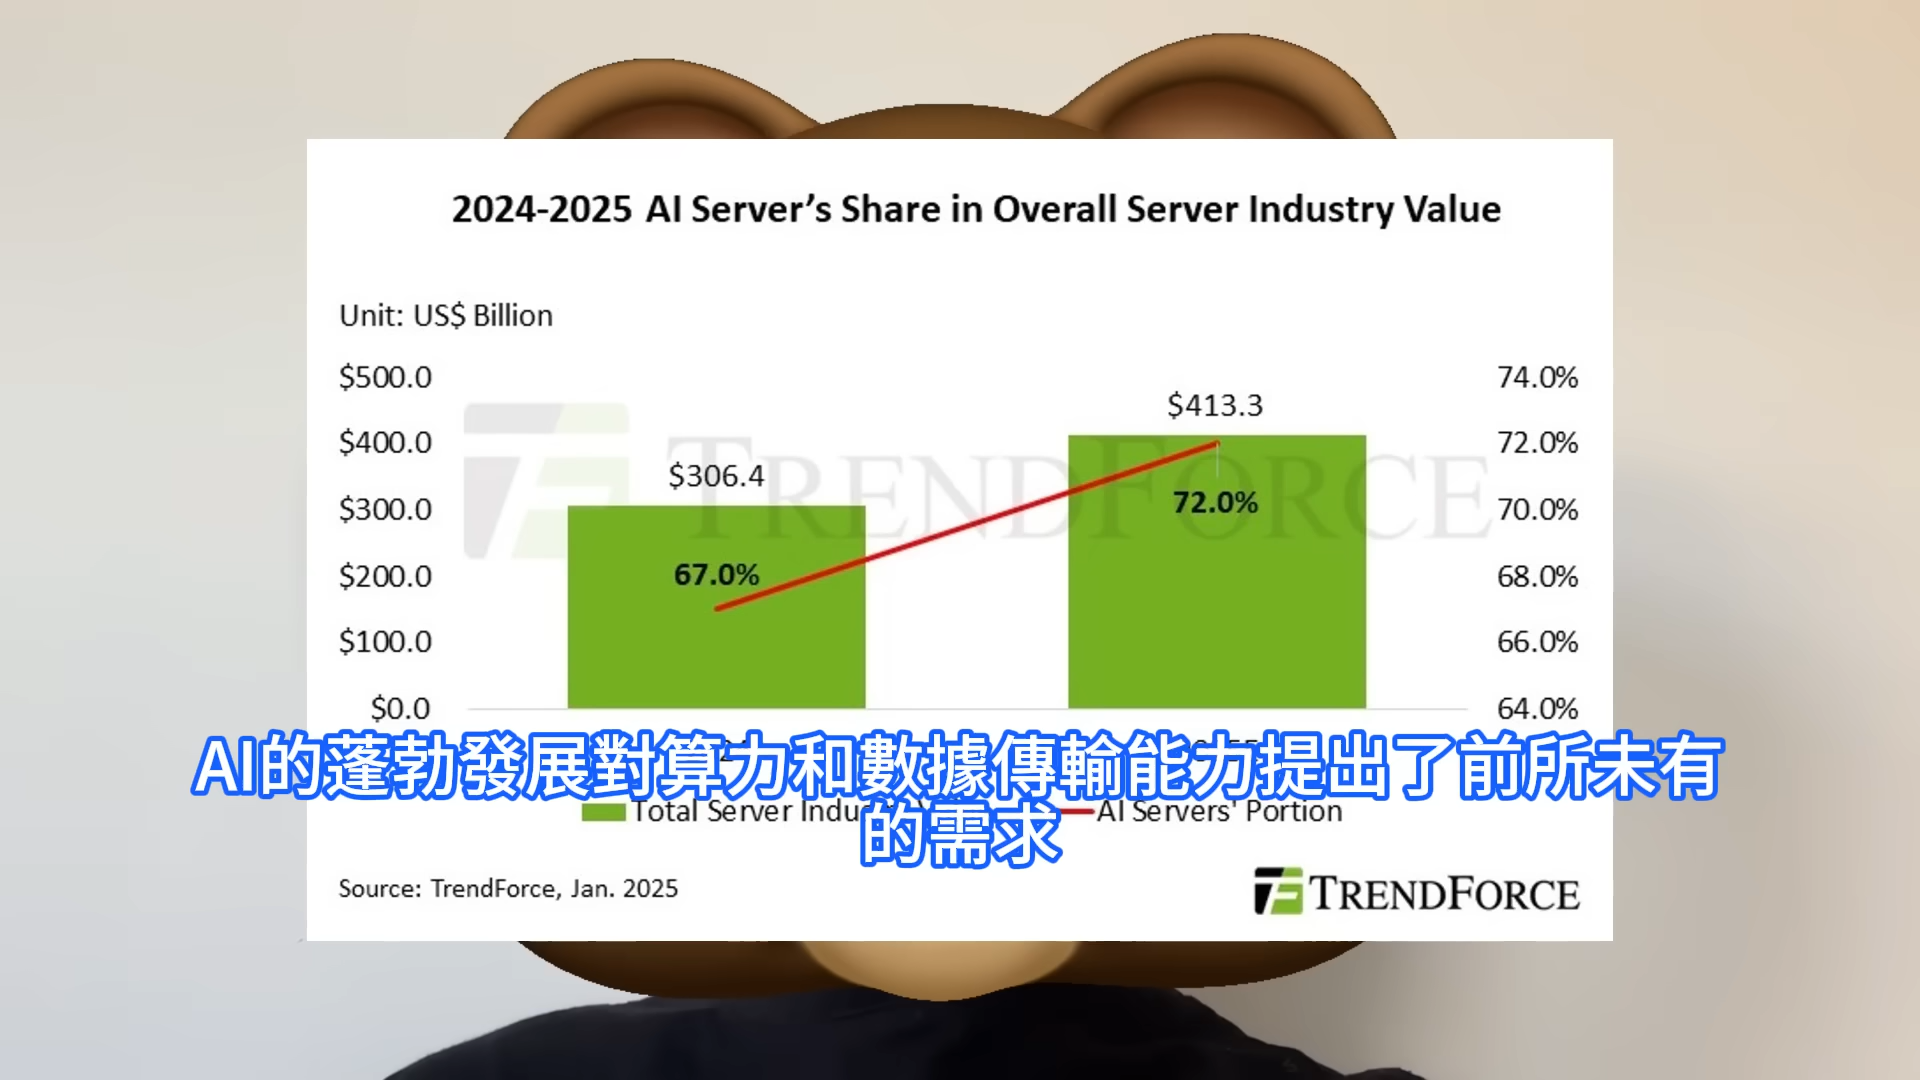 2024-2025 AI Server’s Share in Overall Server Industry Value
Unit: US$ Billion
$500.0
$400.0
$300.0
$200.0
$100.0
$0.0
74.0%
72.0%
70.0%
68.0%
66.0%
64.0%
$306.4
67.0%
$413.3
72.0%
TRENDFORCE
AI的蓬勃發展對算力和數據傳輸能力提出了前所未有
的需求
Total Server
AI Servers' Portion
Source: TrendForce, Jan. 2025
TRENDFORCE